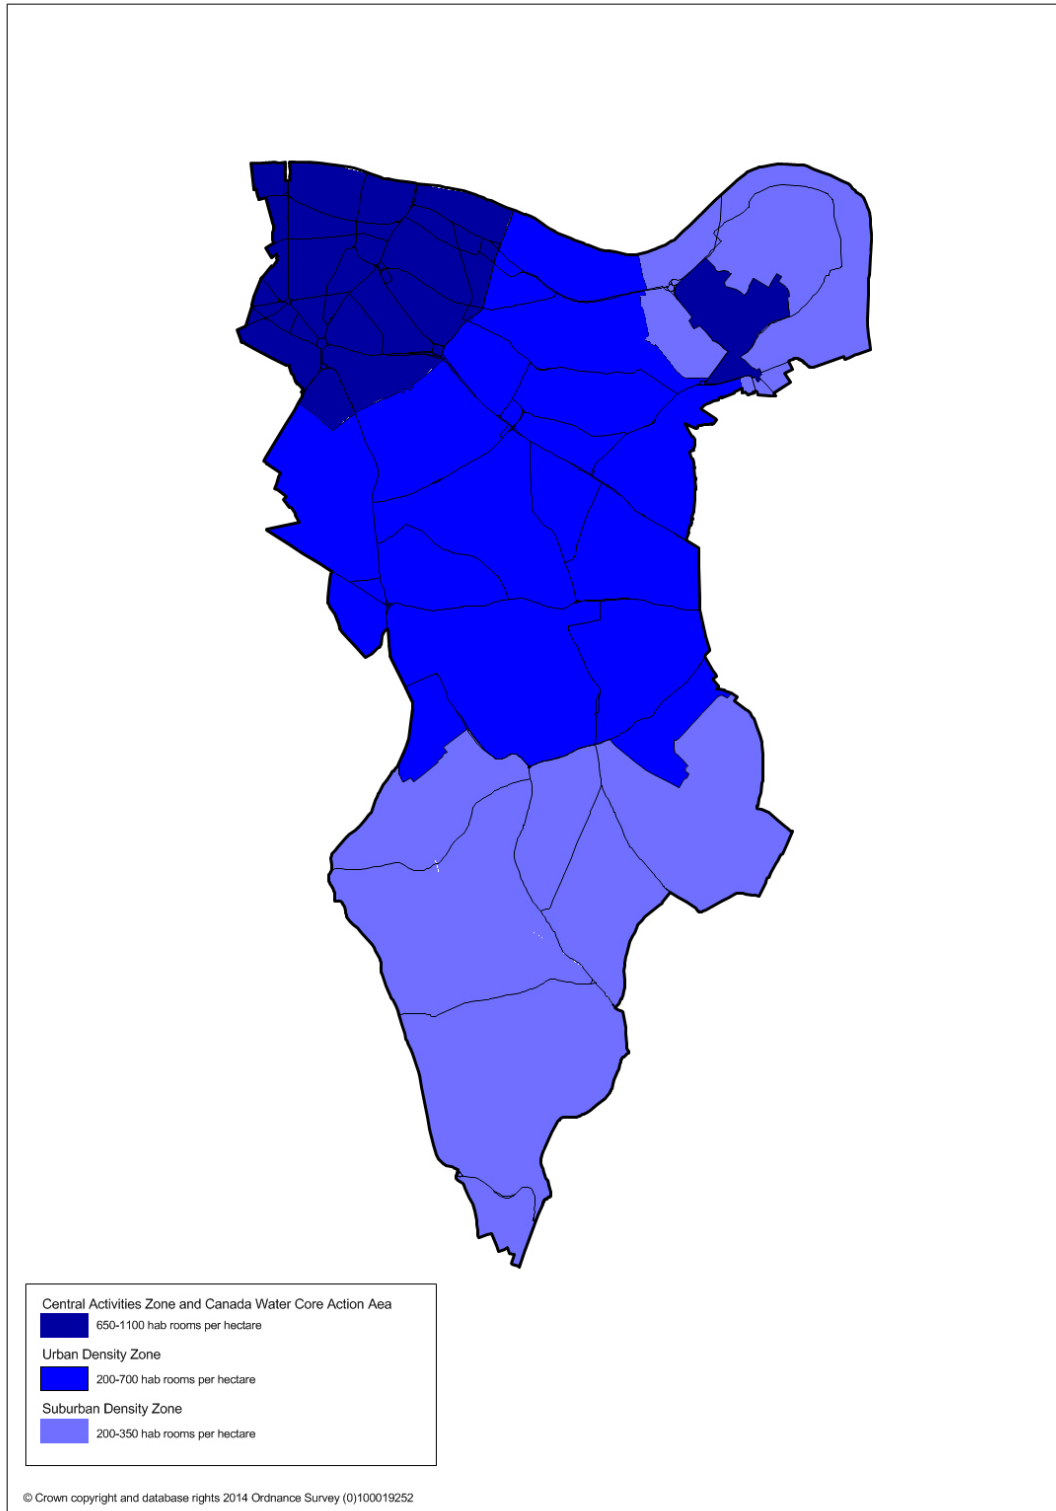 Central Activities Zone and Canada Water Core Action Aea
650-1100 hab rooms per hectare
Urban Density Zone
200-700 hab rooms per hectare
Suburban Density Zone
200-350 hab rooms per hectare
© Crown copyright and database rights 2014 Ordnance Survey (0)100019252